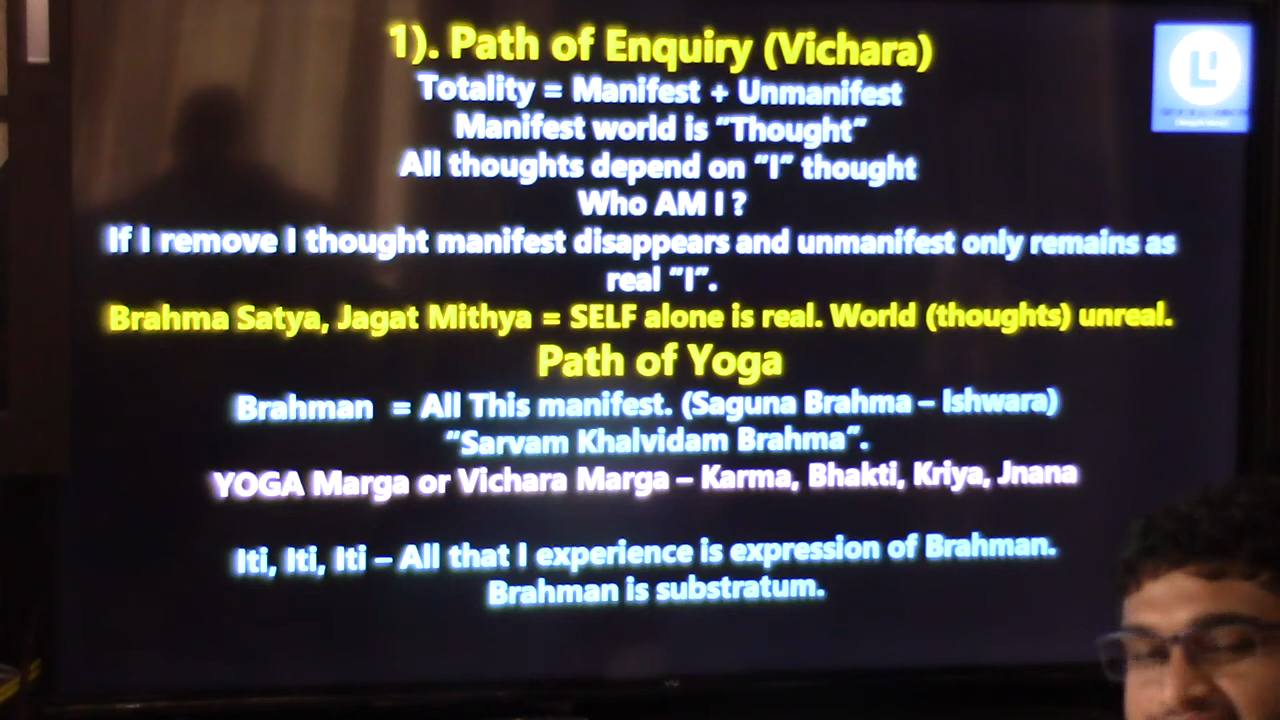 1). Path of Enquiry (Vichara)
Totality = Manifest + Unmanifest
Manifest world is "Thought"
All thoughts depend on "I" thought
Who AM I ?
If I remove I thought manifest disappears and unmanifest only remains as
real "I".
Brahma Satya, Jagat Mithya = SELF alone is real. World (thoughts) unreal.
Path of Yoga
Brahman = All This manifest. (Saguna Brahma – Ishwara)
"Sarvam Khalvidam Brahma".
YOGA Marga or Vichara Marga – Karma, Bhakti, Kriya, Jnana
Iti, Iti, Iti – All that I experience is expression of Brahman.
Brahman is substratum.